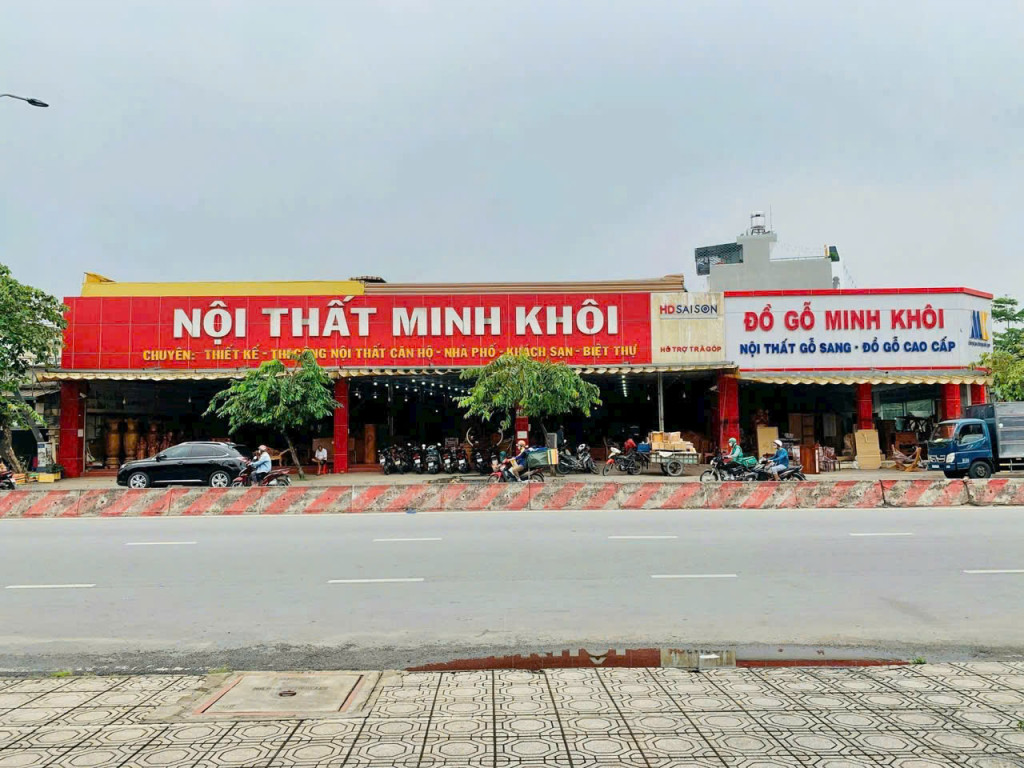 NỘI THẤT MINH KHÔI
CHUYÊN: THIẾT KẾ - THI CÔNG NỘI THẤT CĂN HỘ - NHÀ PHỐ - KHÁCH SẠN - BIỆT THỰ
HDSAISON
HỖ TRỢ TRẢ GÓP
ĐỒ GỖ MINH KHÔI
NỘI THẤT GỖ SANG - ĐỒ GỖ CAO CẤP
MK